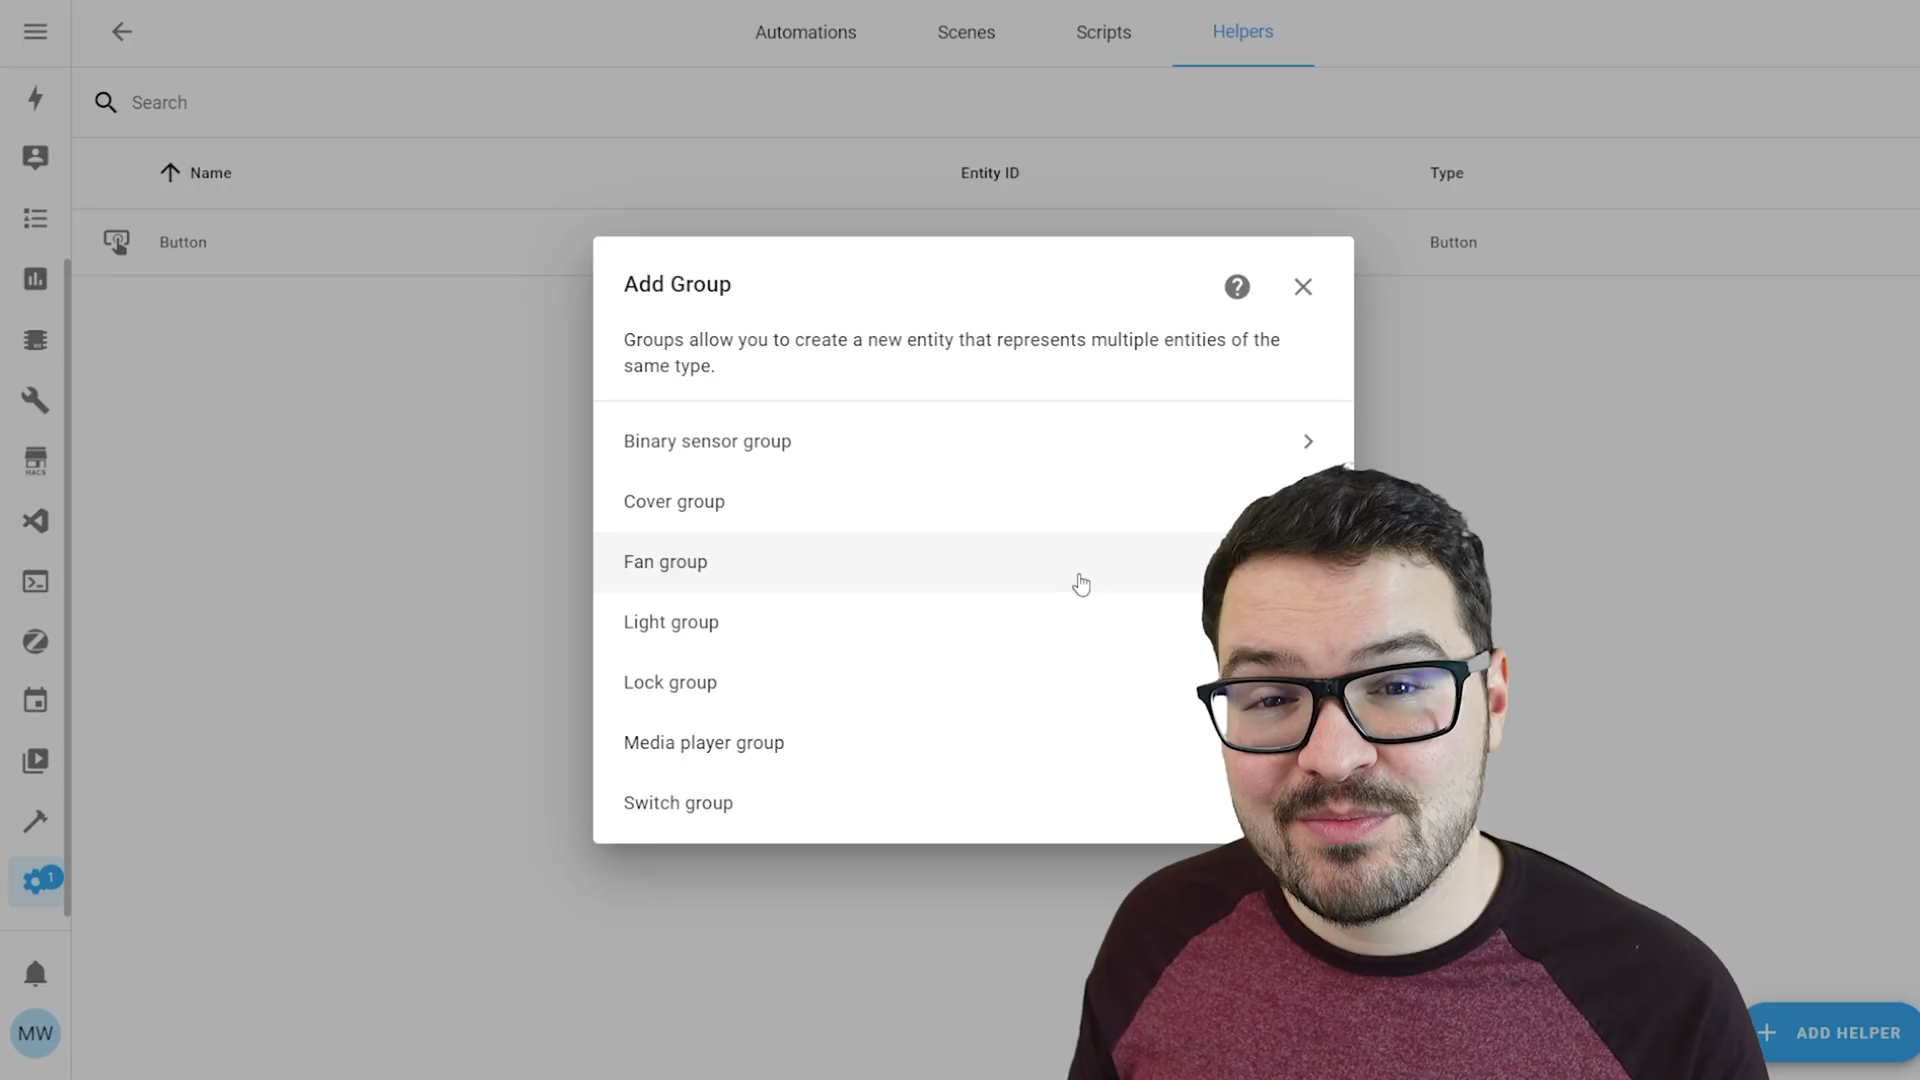 Automations
Scenes
Scripts
Helpers
Search
Name
Entity ID
Type
Button
Button
Add Group
Groups allow you to create a new entity that represents multiple entities of the
same type.
Binary sensor group
Cover group
Fan group
Light group
Lock group
Media player group
Switch group
HACS
1
MW
ADD HELPER